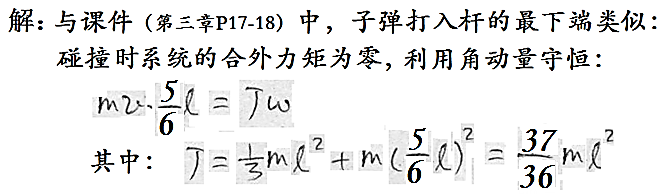 解：与课件（第三章P17-18）中，子弹打入杆的最下端类似：
碰撞时系统的合外力矩为零，利用角动量守恒：
mv·5/6 l = Jω
其中： J = 1/3 ml² + m(5/6 l)² = 37/36 ml²